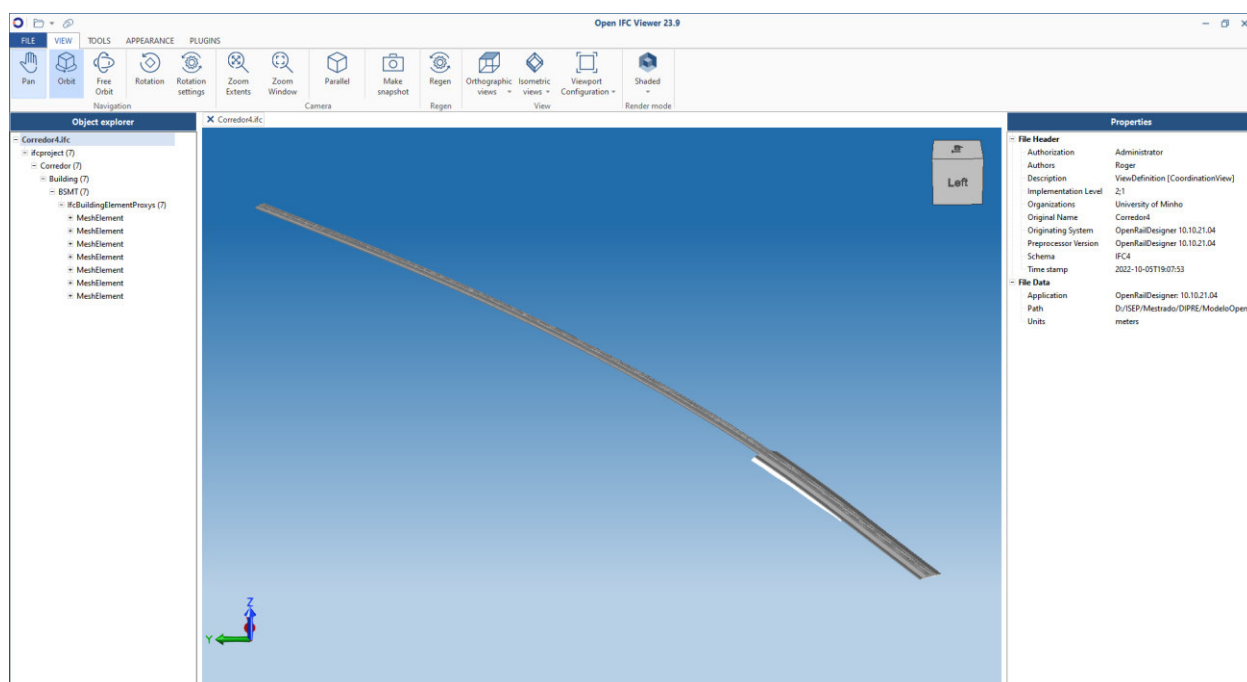 Open IFC Viewer 23.9
FILE VIEW TOOLS APPEARANCE PLUGINS
Pan Orbit Free Orbit Rotation Rotation settings Zoom Extents Zoom Window Parallel Make snapshot Regen Orthographic views Isometric views Viewport Configuration Shaded
Navigation Camera Regen View Render mode
Object explorer
Corredor4.ifc
ifcproject (7)
Corredor (7)
Building (7)
BSMT (7)
IfcBuildingElementProxys (7)
MeshElement
MeshElement
MeshElement
MeshElement
MeshElement
MeshElement
MeshElement
Corredor4.ifc
Left
Z
Y
Properties
File Header
Authorization Administrator
Authors Roger
Description ViewDefinition [CoordinationView]
Implementation Level 2;1
Organizations University of Minho
Original Name Corredor4
Originating System OpenRailDesigner 10.10.21.04
Preprocessor Version OpenRailDesigner 10.10.21.04
Schema IFC4
Time stamp 2022-10-05T19:07:53
File Data
Application OpenRailDesigner: 10.10.21.04
Path D:/ISEP/Mestrado/DIPRE/ModeloOpen
Units meters